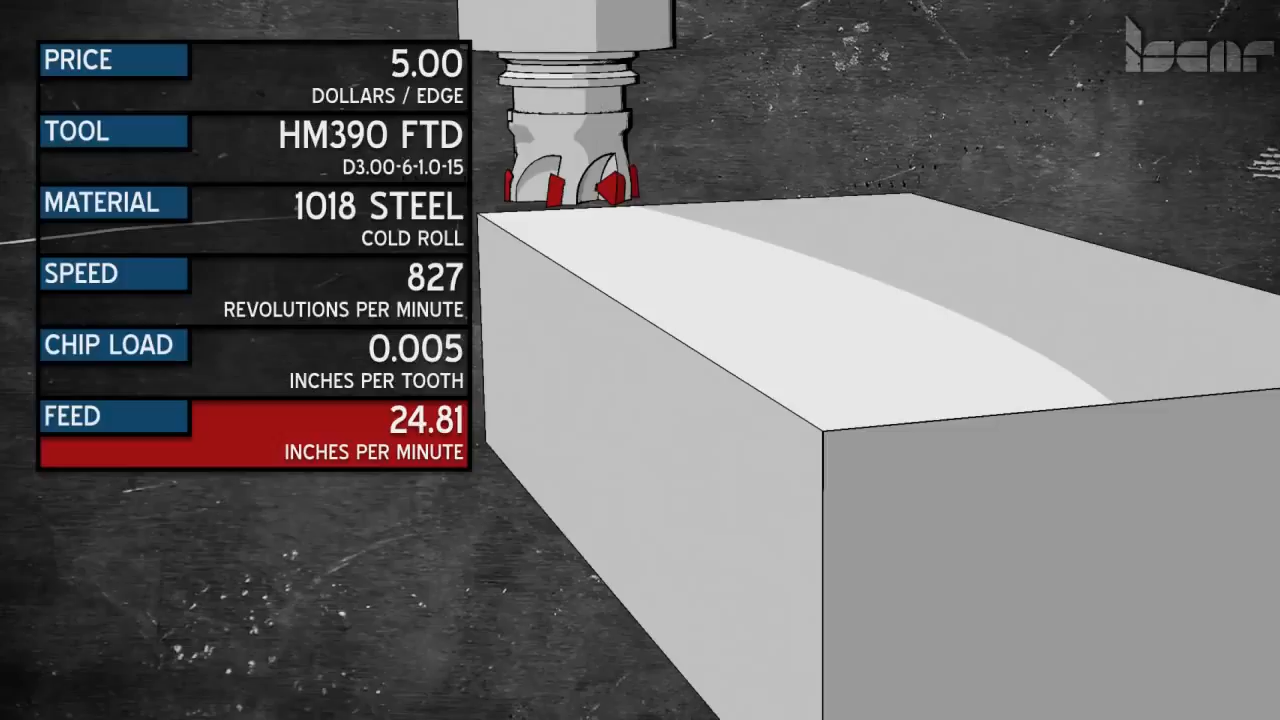 PRICE
5.00
DOLLARS / EDGE
TOOL
HM390 FTD
D3.00-6-1.0-15
MATERIAL
1018 STEEL
COLD ROLL
SPEED
827
REVOLUTIONS PER MINUTE
CHIP LOAD
0.005
INCHES PER TOOTH
FEED
24.81
INCHES PER MINUTE
Iscar